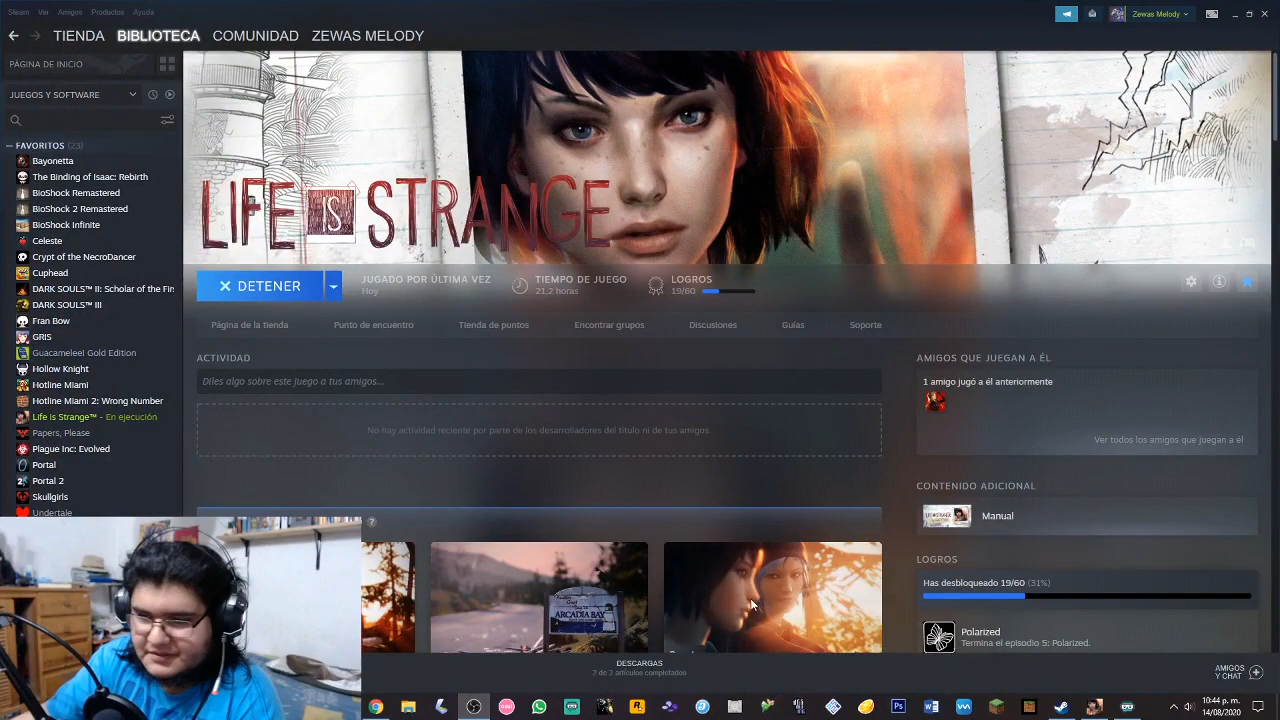 Steam Ver Amigos Productos Ayuda
Zewas Melody
TIENDA BIBLIOTECA COMUNIDAD ZEWAS MELODY
PÁGINA DE INICIO
JUEGOS Y SOFTWARE
FAVORITOS (23)
Bayonetta
The Binding of Isaac: Rebirth
BioShock Remastered
BioShock 2 Remastered
BioShock Infinite
Celeste
Crypt of the NecroDancer
Cuphead
DARK SOULS™ II: Scholar of the Fir
DARK SOULS™ III
Fran Bow
GRIS
Guacamelee! Gold Edition
Hollow Knight
Hotline Miami
Hotline Miami 2: Wrong Number
Life is Strange™ - En ejecución
Papers, Please
Plague Inc: Evolved
Portal
Portal 2
Skullgirls
Undertale
LIFE IS STRANGE
DETENER
JUGADO POR ÚLTIMA VEZ
Hoy
TIEMPO DE JUEGO
21,2 horas
LOGROS
19/60
Página de la tienda Punto de encuentro Tienda de puntos Encontrar grupos Discusiones Guías Soporte
ACTIVIDAD
Diles algo sobre este juego a tus amigos...
No hay actividad reciente por parte de los desarrolladores del título ni de tus amigos.
?
ARCADIA BAY
AMIGOS QUE JUEGAN A ÉL
1 amigo jugó a él anteriormente
Ver todos los amigos que juegan a él
CONTENIDO ADICIONAL
Manual
LOGROS
Has desbloqueado 19/60 (31%)
Polarized
Termina el episodio 5: Polarized.
DESCARGAS
2 de 2 artículos completados
AMIGOS
Y CHAT
10:44 p. m.
14/08/2020